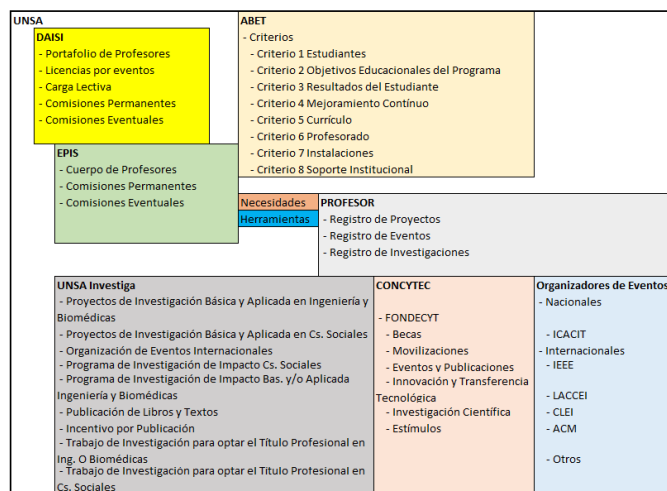 UNSA
DAISI
- Portafolio de Profesores
- Licencias por eventos
- Carga Lectiva
- Comisiones Permanentes
- Comisiones Eventuales
ABET
- Criterios
- Criterio 1 Estudiantes
- Criterio 2 Objetivos Educacionales del Programa
- Criterio 3 Resultados del Estudiante
- Criterio 4 Mejoramiento Contínuo
- Criterio 5 Currículo
- Criterio 6 Profesorado
- Criterio 7 Instalaciones
- Criterio 8 Soporte Institucional
EPIS
- Cuerpo de Profesores
- Comisiones Permanentes
- Comisiones Eventuales
Necesidades
Herramientas
PROFESOR
- Registro de Proyectos
- Registro de Eventos
- Registro de Investigaciones
UNSA Investiga
- Proyectos de Investigación Básica y Aplicada en Ingeniería y
Biomédicas
- Proyectos de Investigación Básica y Aplicada en Cs. Sociales
- Organización de Eventos Internacionales
- Programa de Investigación de Impacto Cs. Sociales
- Programa de Investigación de Impacto Bas. y/o Aplicada
Ingeniería y Biomédicas
- Publicación de Libros y Textos
- Incentivo por Publicación
- Trabajo de Investigación para optar el Título Profesional en
Ing. O Biomédicas
- Trabajo de Investigación para optar el Titulo Profesional en
Cs. Sociales
CONCYTEC
- FONDECYT
- Becas
- Movilizaciones
- Eventos y Publicaciones
- Innovación y Transferencia
Tecnológica
- Investigación Científica
- Estímulos
Organizadores de Eventos
- Nacionales
- ICACIT
- Internacionales
- IEEE
- LACCEI
- CLEI
- ACM
- Otros